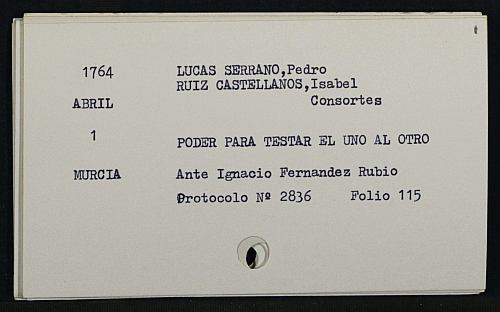 1764 LUCAS SERRANO,Pedro
RUIZ CASTELLANOS,Isabel
ABRIL Consortes
1 PODER PARA TESTAR EL UNO AL OTRO
MURCIA Ante Ignacio Fernandez Rubio
Protocolo Nº 2836 Folio 115